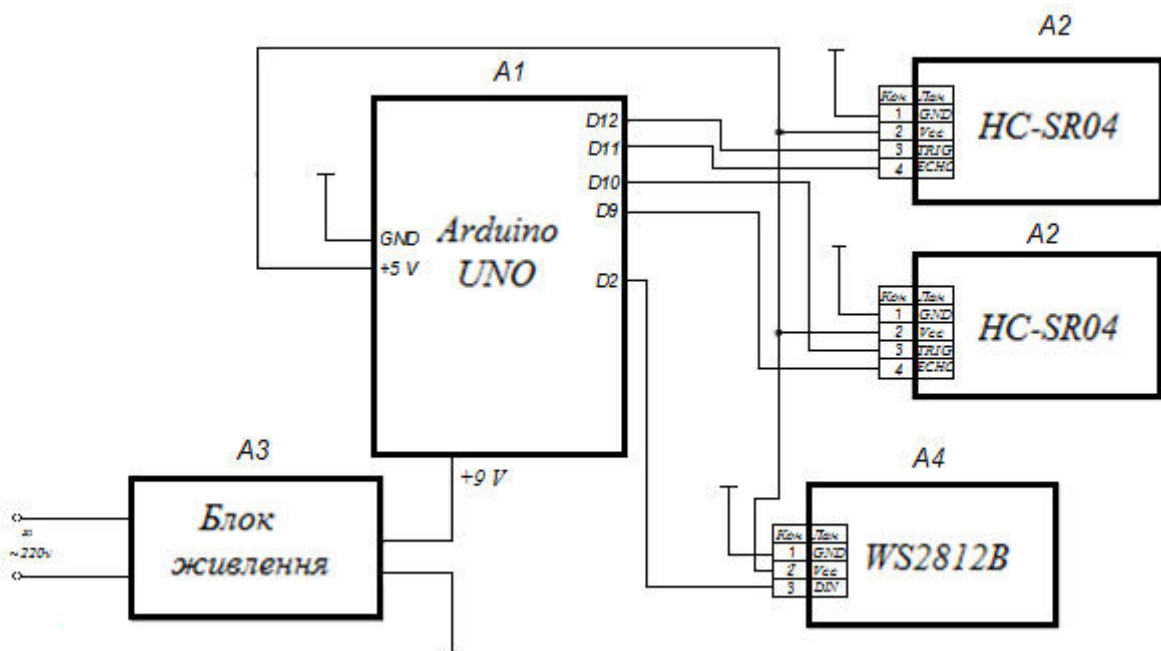 A2
A1
Кон Лан
1 GND
2 Vcc
3 TRIG
4 ECHO
HC-SR04
D12
D11
D10
D9
D2
GND
+5 V
Arduino
UNO
A2
Кон Лан
1 GND
2 Vcc
3 TRIG
4 ECHO
HC-SR04
A3
+9 V
A4
Блок
живлення
~220v
Кон Лан
1 GND
2 Vcc
3 DIN
WS2812B